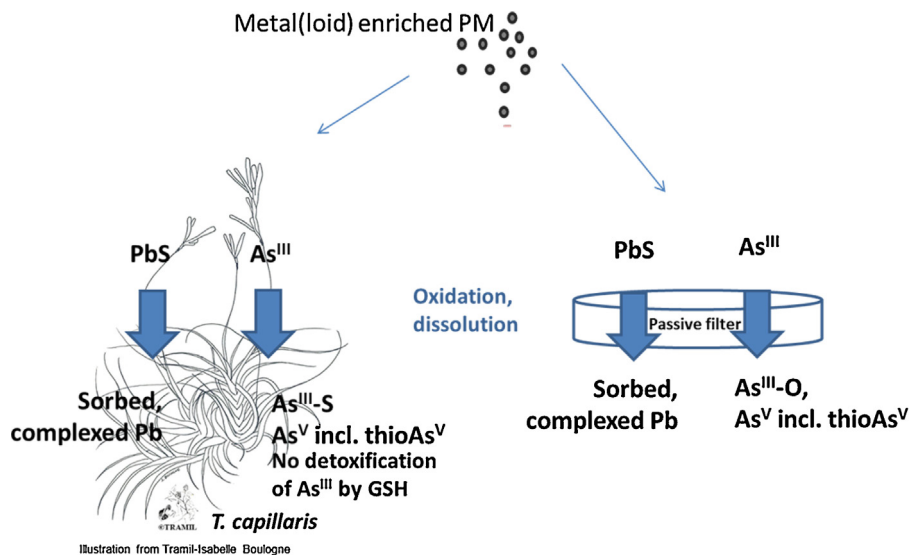 Metal(loid) enriched PM
PbS
As^III
Sorbed,
complexed Pb
As^III-S
As^V incl. thioAs^V
No detoxification
of As^III by GSH
©TRAMIL
T. capillaris
Illustration from Tramil-Isabelle Boulogne
Oxidation,
dissolution
PbS
As^III
Passive filter
Sorbed,
complexed Pb
As^III-O,
As^V incl. thioAs^V